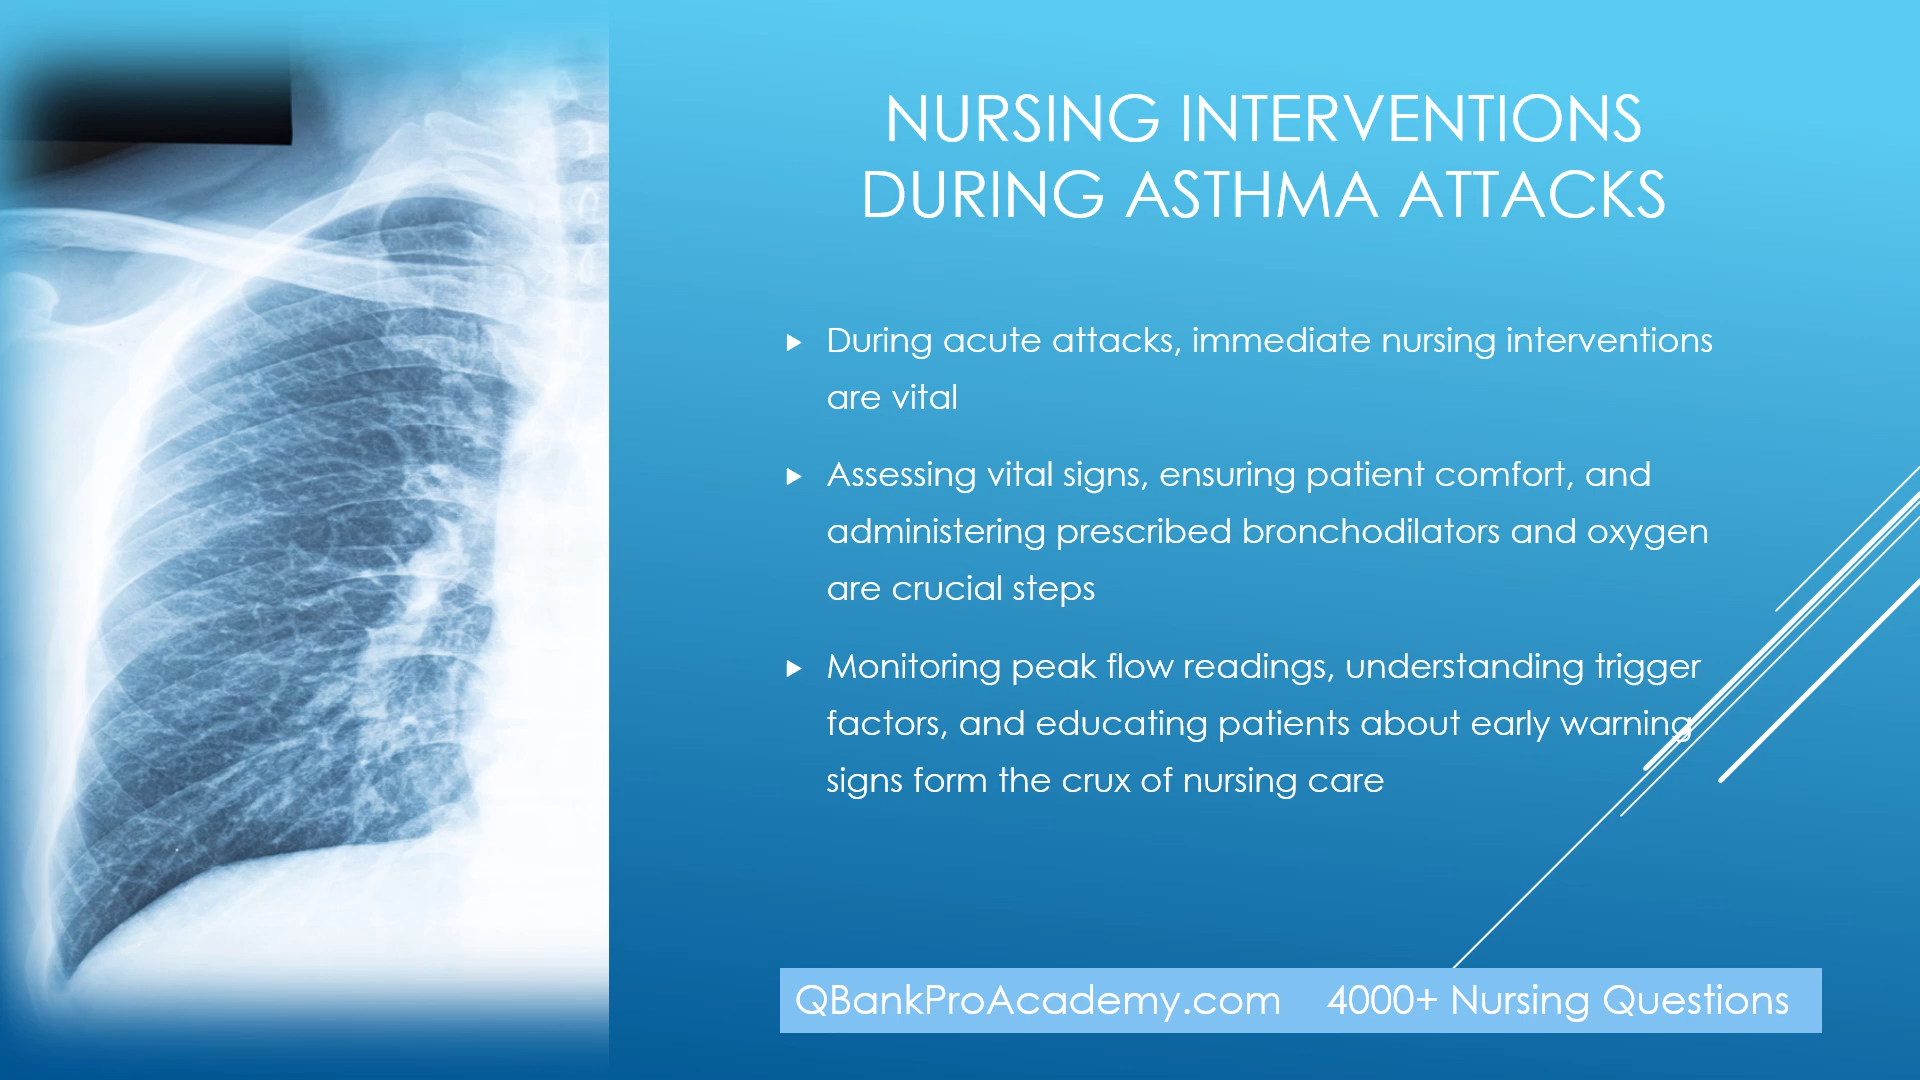 NURSING INTERVENTIONS
DURING ASTHMA ATTACKS
During acute attacks, immediate nursing interventions
are vital
Assessing vital signs, ensuring patient comfort, and
administering prescribed bronchodilators and oxygen
are crucial steps
Monitoring peak flow readings, understanding trigger
factors, and educating patients about early warning
signs form the crux of nursing care
QBankProAcademy.com 4000+ Nursing Questions